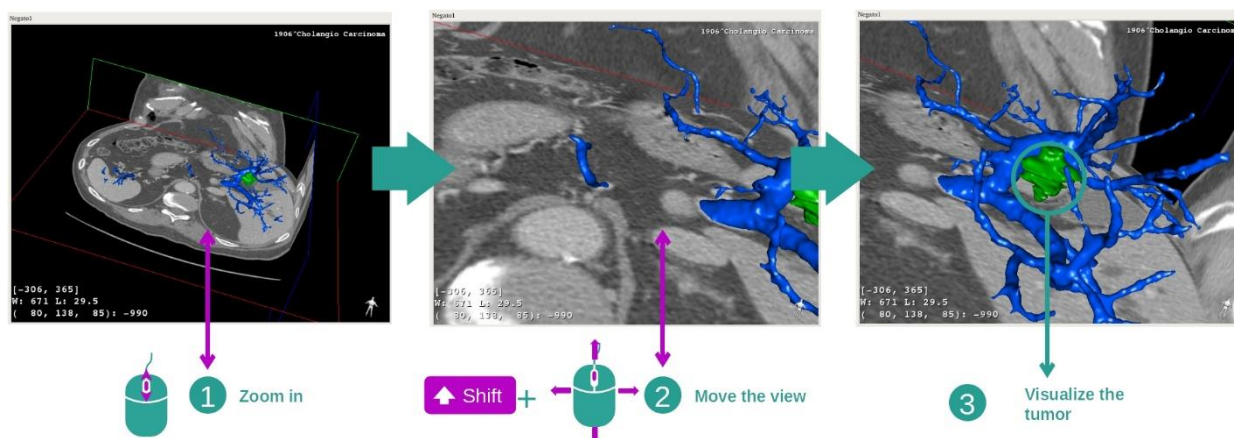 Negato1
1906^Cholangio Carcinoma
[-306, 365]
W: 671 L: 29.5
( 80, 138, 85): -990
Negato1
1906^Cholangio Carcinoma
[-306, 365]
W: 671 L: 29.5
( 80, 138, 85): -990
Negato1
1906^Cholangio Carcinoma
[-306, 365]
W: 671 L: 29.5
( 80, 138, 85): -990
1 Zoom in
Shift + 2 Move the view
3 Visualize the
tumor